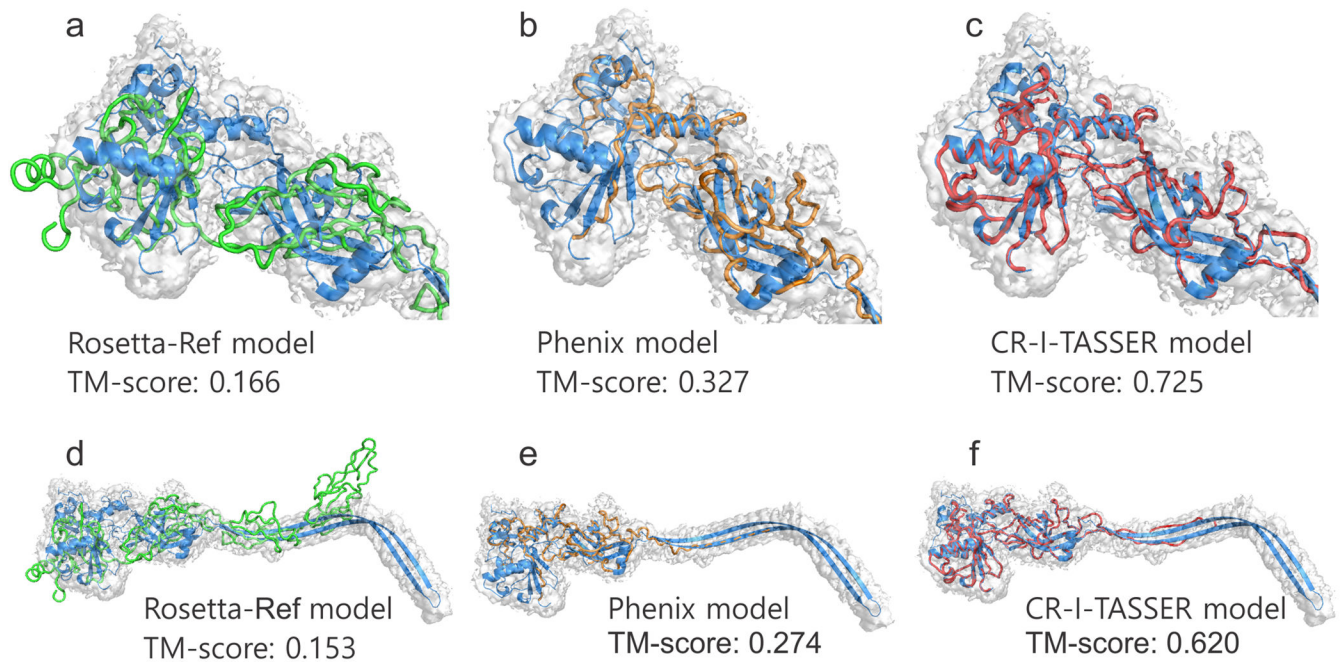 a
b
c
Rosetta-Ref model
TM-score: 0.166
Phenix model
TM-score: 0.327
CR-I-TASSER model
TM-score: 0.725
d
e
f
Rosetta-Ref model
TM-score: 0.153
Phenix model
TM-score: 0.274
CR-I-TASSER model
TM-score: 0.620